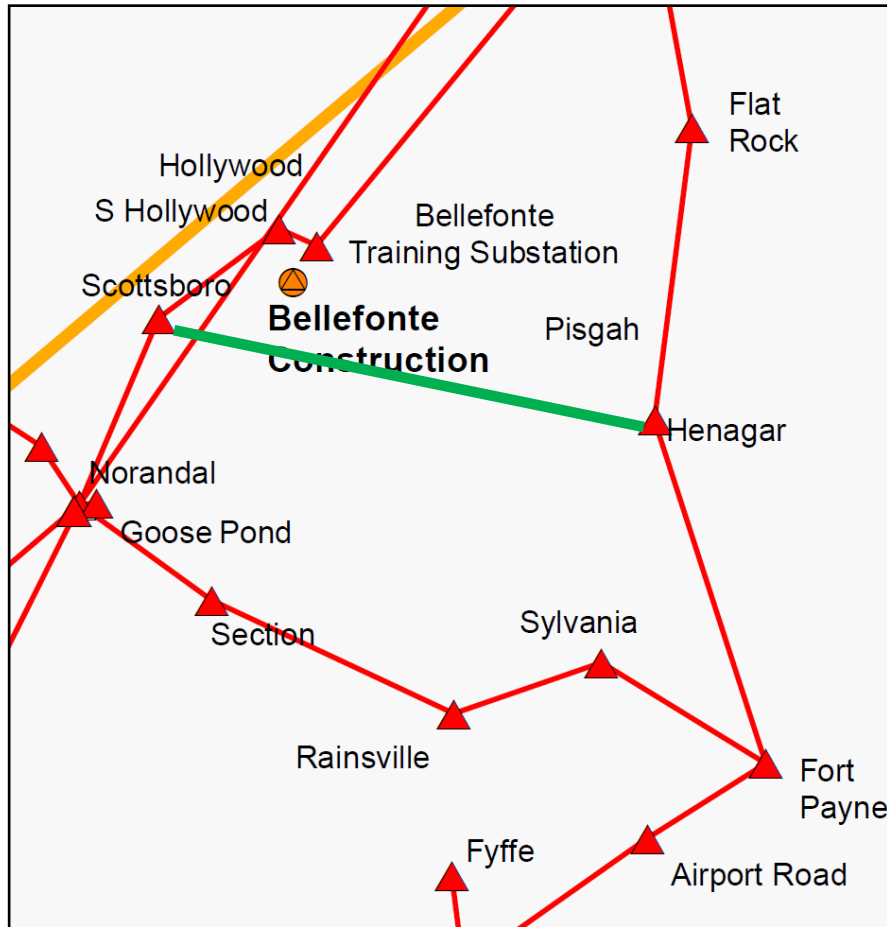 Flat
Rock
Hollywood
S Hollywood
Bellefonte
Training Substation
Scottsboro
Bellefonte
Construction
Pisgah
Henagar
Norandal
Goose Pond
Section
Sylvania
Rainsville
Fort
Payne
Fyffe
Airport Road